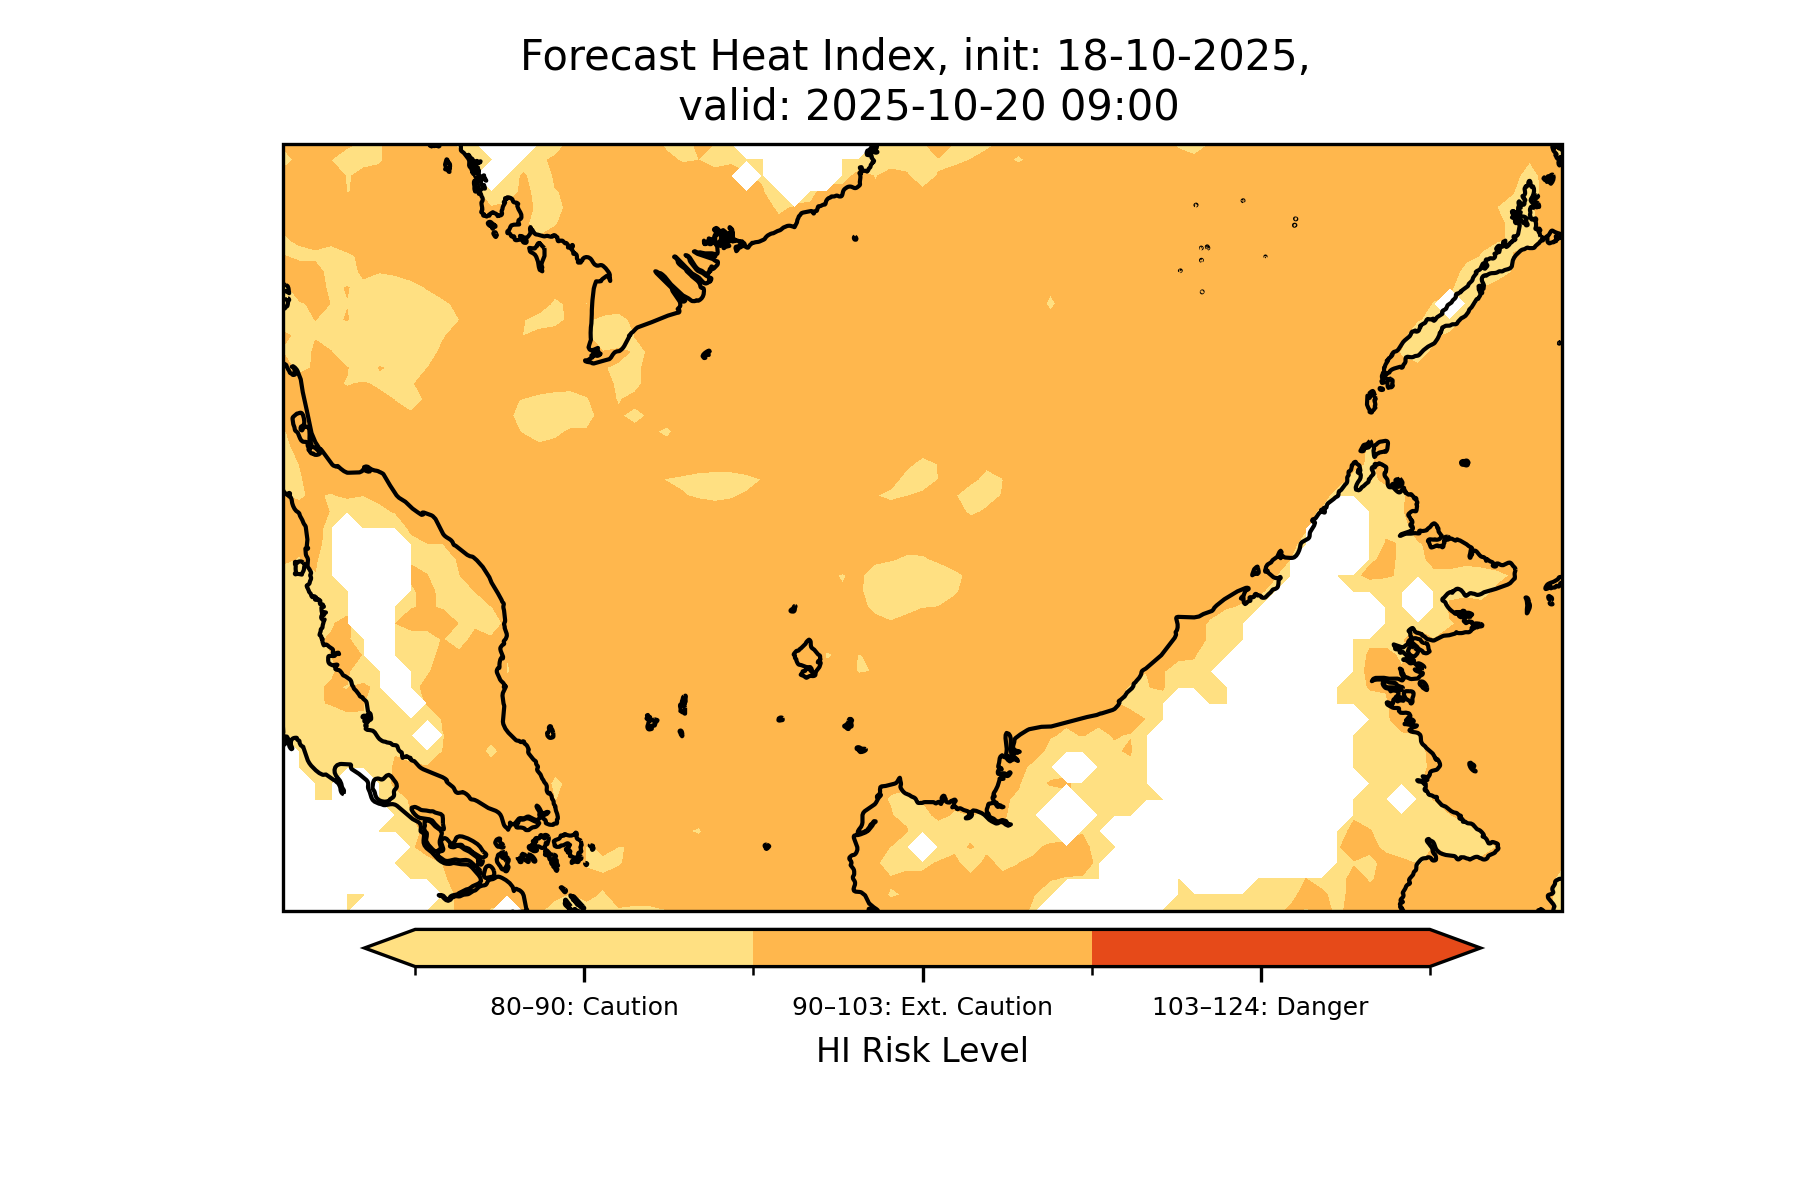 Forecast Heat Index, init: 18-10-2025,
valid: 2025-10-20 09:00
80–90: Caution
90–103: Ext. Caution
103–124: Danger
HI Risk Level